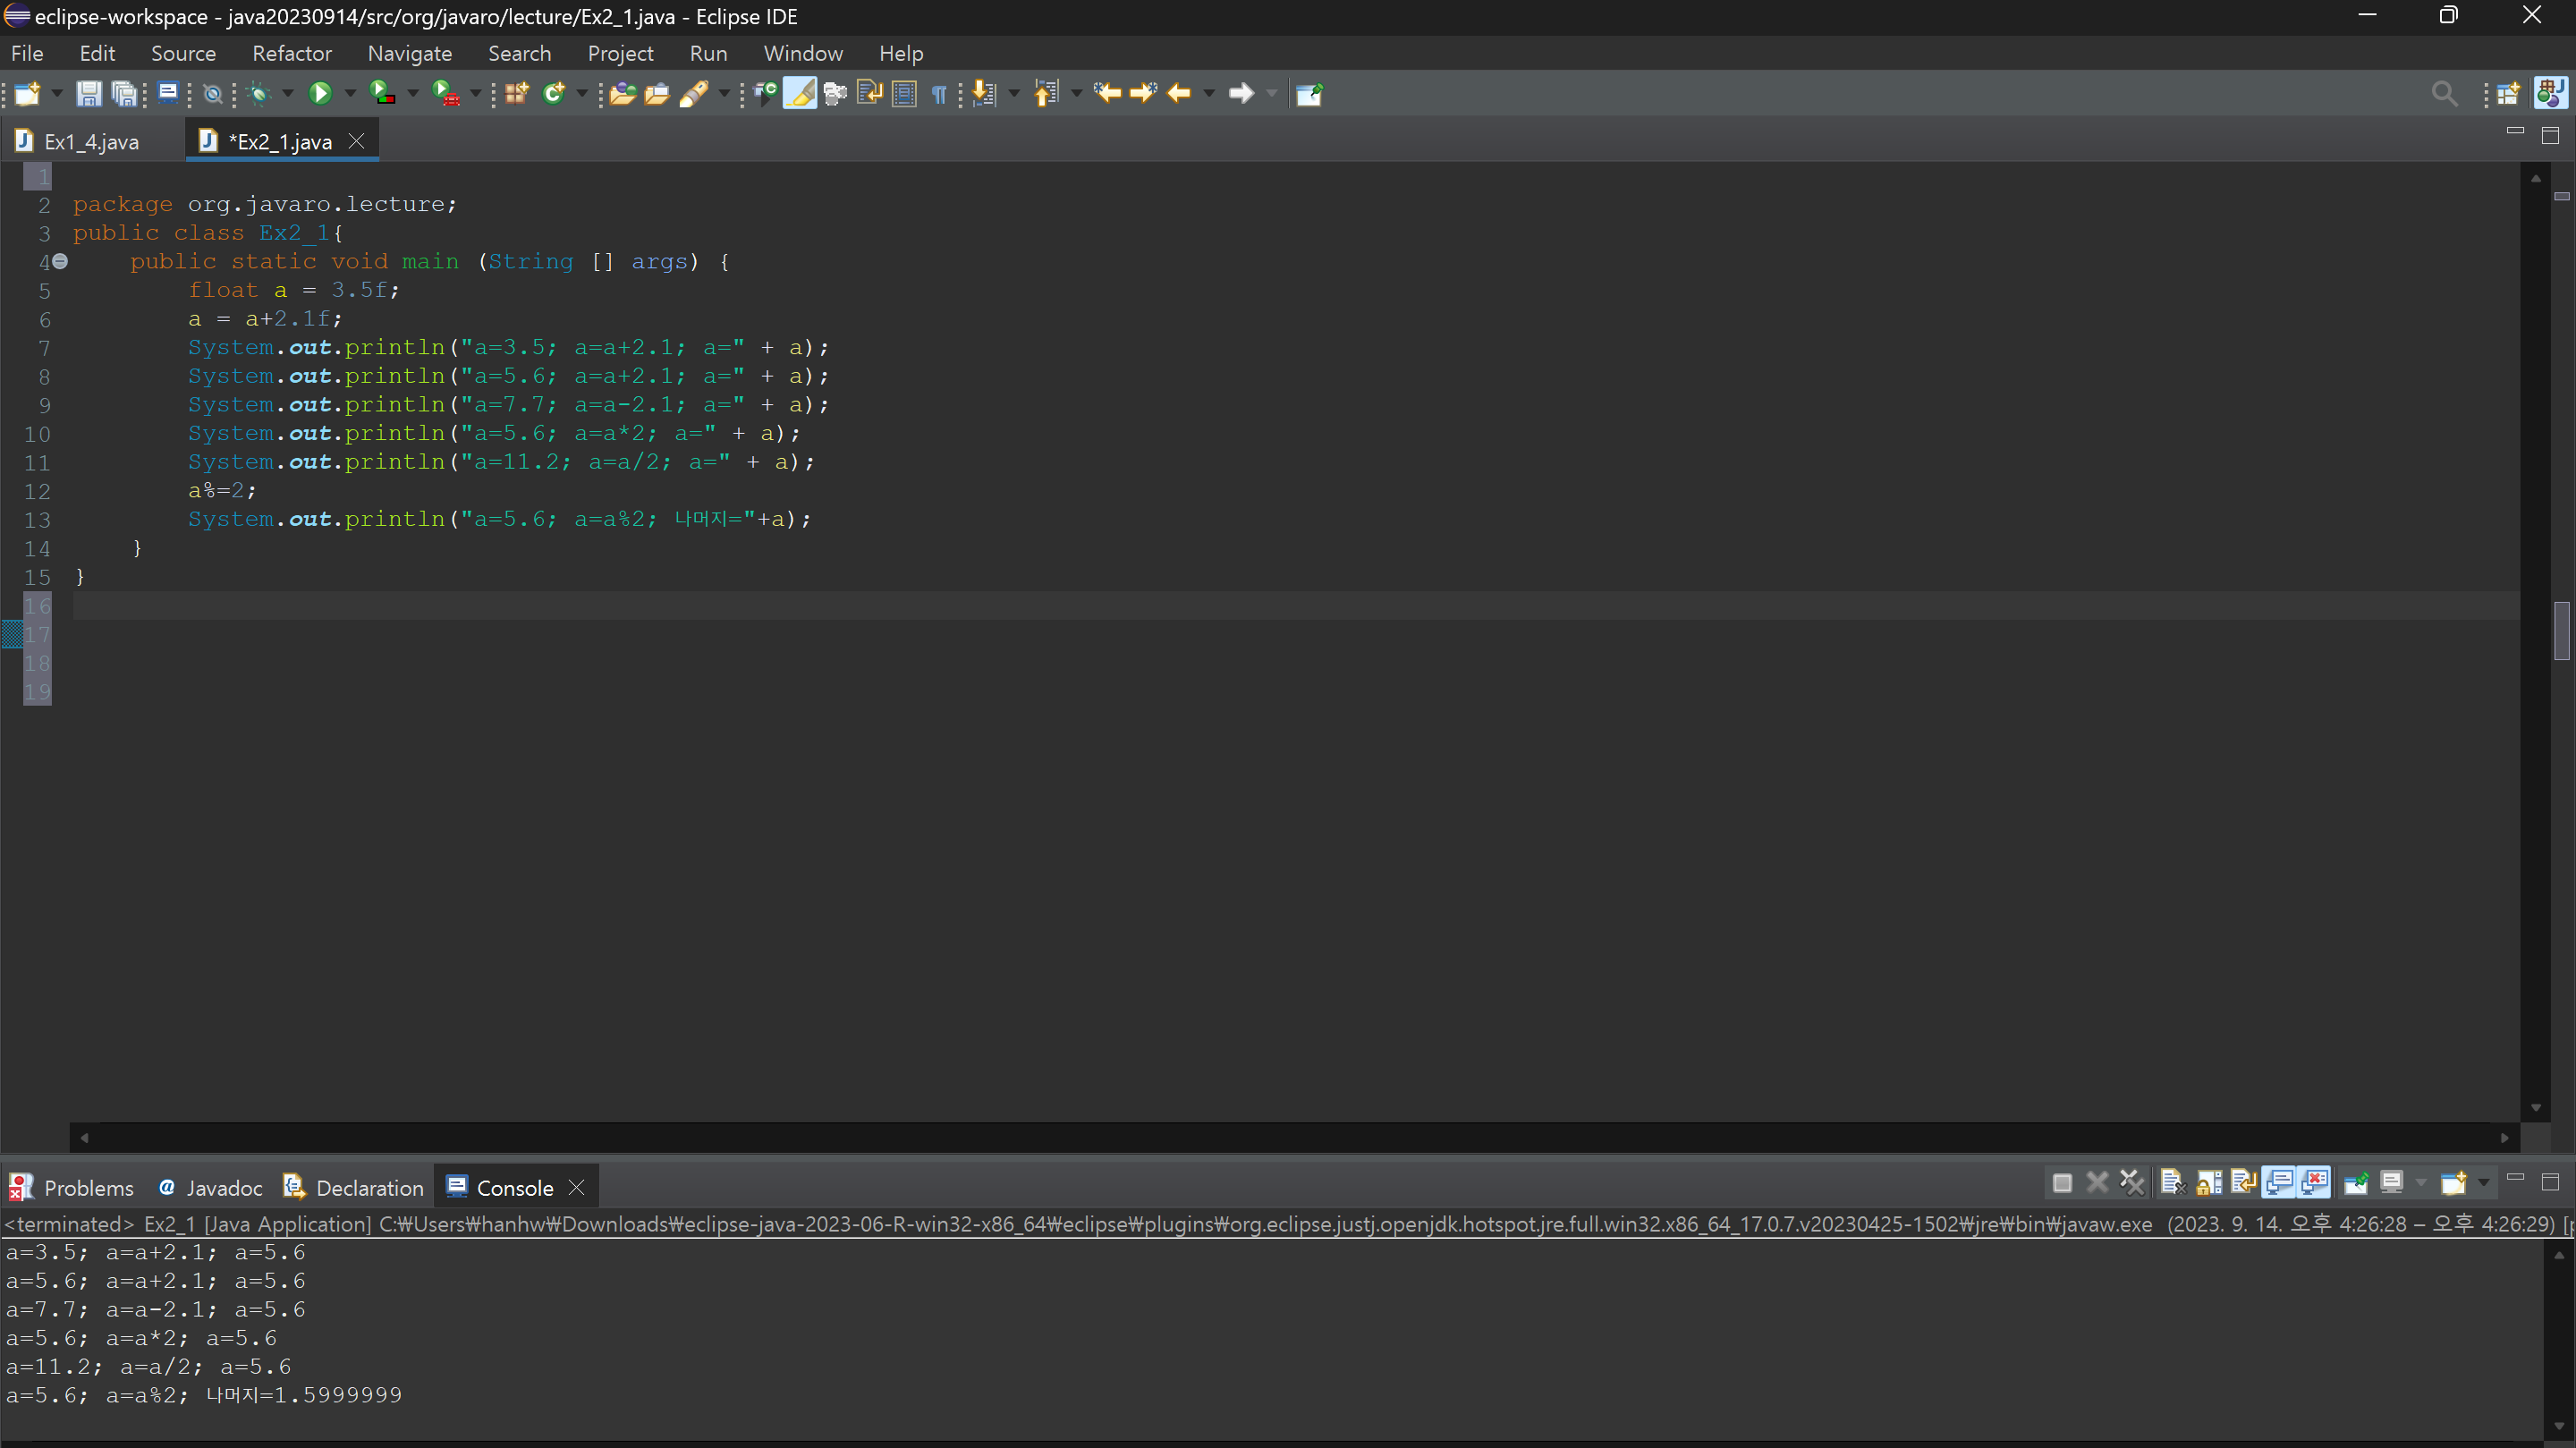 eclipse-workspace - java20230914/src/org/javaro/lecture/Ex2_1.java - Eclipse IDE
File Edit Source Refactor Navigate Search Project Run Window Help
Ex1_4.java *Ex2_1.java
1
2 package org.javaro.lecture;
3 public class Ex2_1{
4 public static void main (String [] args) {
5 float a = 3.5f;
6 a = a+2.1f;
7 System.out.println("a=3.5; a=a+2.1; a=" + a);
8 System.out.println("a=5.6; a=a+2.1; a=" + a);
9 System.out.println("a=7.7; a=a-2.1; a=" + a);
10 System.out.println("a=5.6; a=a*2; a=" + a);
11 System.out.println("a=11.2; a=a/2; a=" + a);
12 a%=2;
13 System.out.println("a=5.6; a=a%2; 나머지="+a);
14 }
15 }
16
17
18
19
Problems Javadoc Declaration Console
<terminated> Ex2_1 [Java Application] C:₩Users₩hanhw₩Downloads₩eclipse-java-2023-06-R-win32-x86_64₩eclipse₩plugins₩org.eclipse.justj.openjdk.hotspot.jre.full.win32.x86_64_17.0.7.v20230425-1502₩jre₩bin₩javaw.exe (2023. 9. 14. 오후 4:26:28 – 오후 4:26:29) [p
a=3.5; a=a+2.1; a=5.6
a=5.6; a=a+2.1; a=5.6
a=7.7; a=a-2.1; a=5.6
a=5.6; a=a*2; a=5.6
a=11.2; a=a/2; a=5.6
a=5.6; a=a%2; 나머지=1.5999999